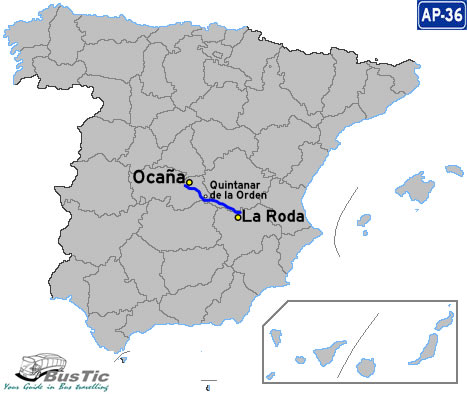 AP-36
Ocaña
Quintanar
de la Orden
La Roda
BusTic
Your Guide in Bus travelling